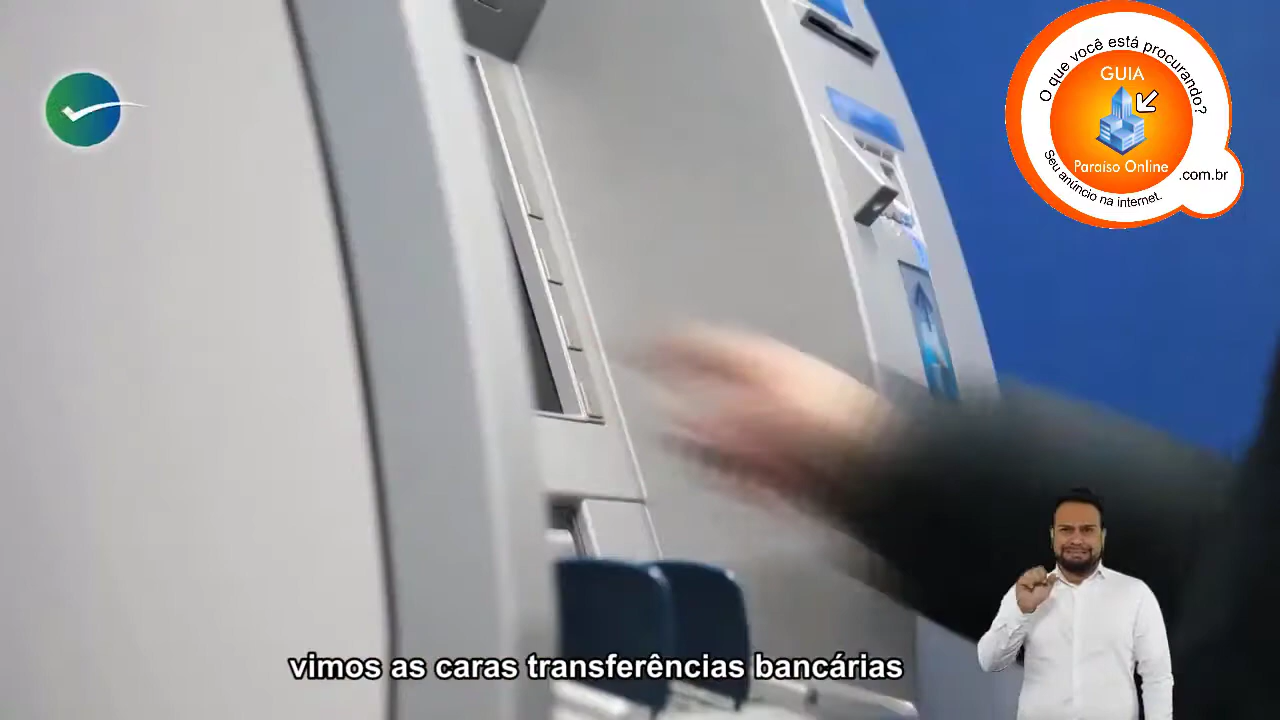 O que você está procurando?
GUIA
Paraíso Online
.com.br
Seu anúncio na internet.
vimos as caras transferências bancárias